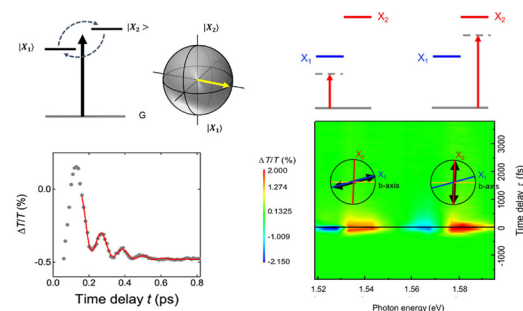 |X₂ >
|X₁⟩
G
|X₂⟩
|X₁⟩
X₂
X₁
X₂
X₁
ΔT/T (%)
0.0
-0.5
0.0 0.2 0.4 0.6 0.8
Time delay t (ps)
ΔT/T (%)
2.000
1.274
0.1325
-1.009
-2.150
X₂
X₁
b-axis
X₂
X₁
b-axis
3000
2000
1000
0
-1000
Time delay τ (fs)
1.52 1.54 1.56 1.58
Photon energy (eV)